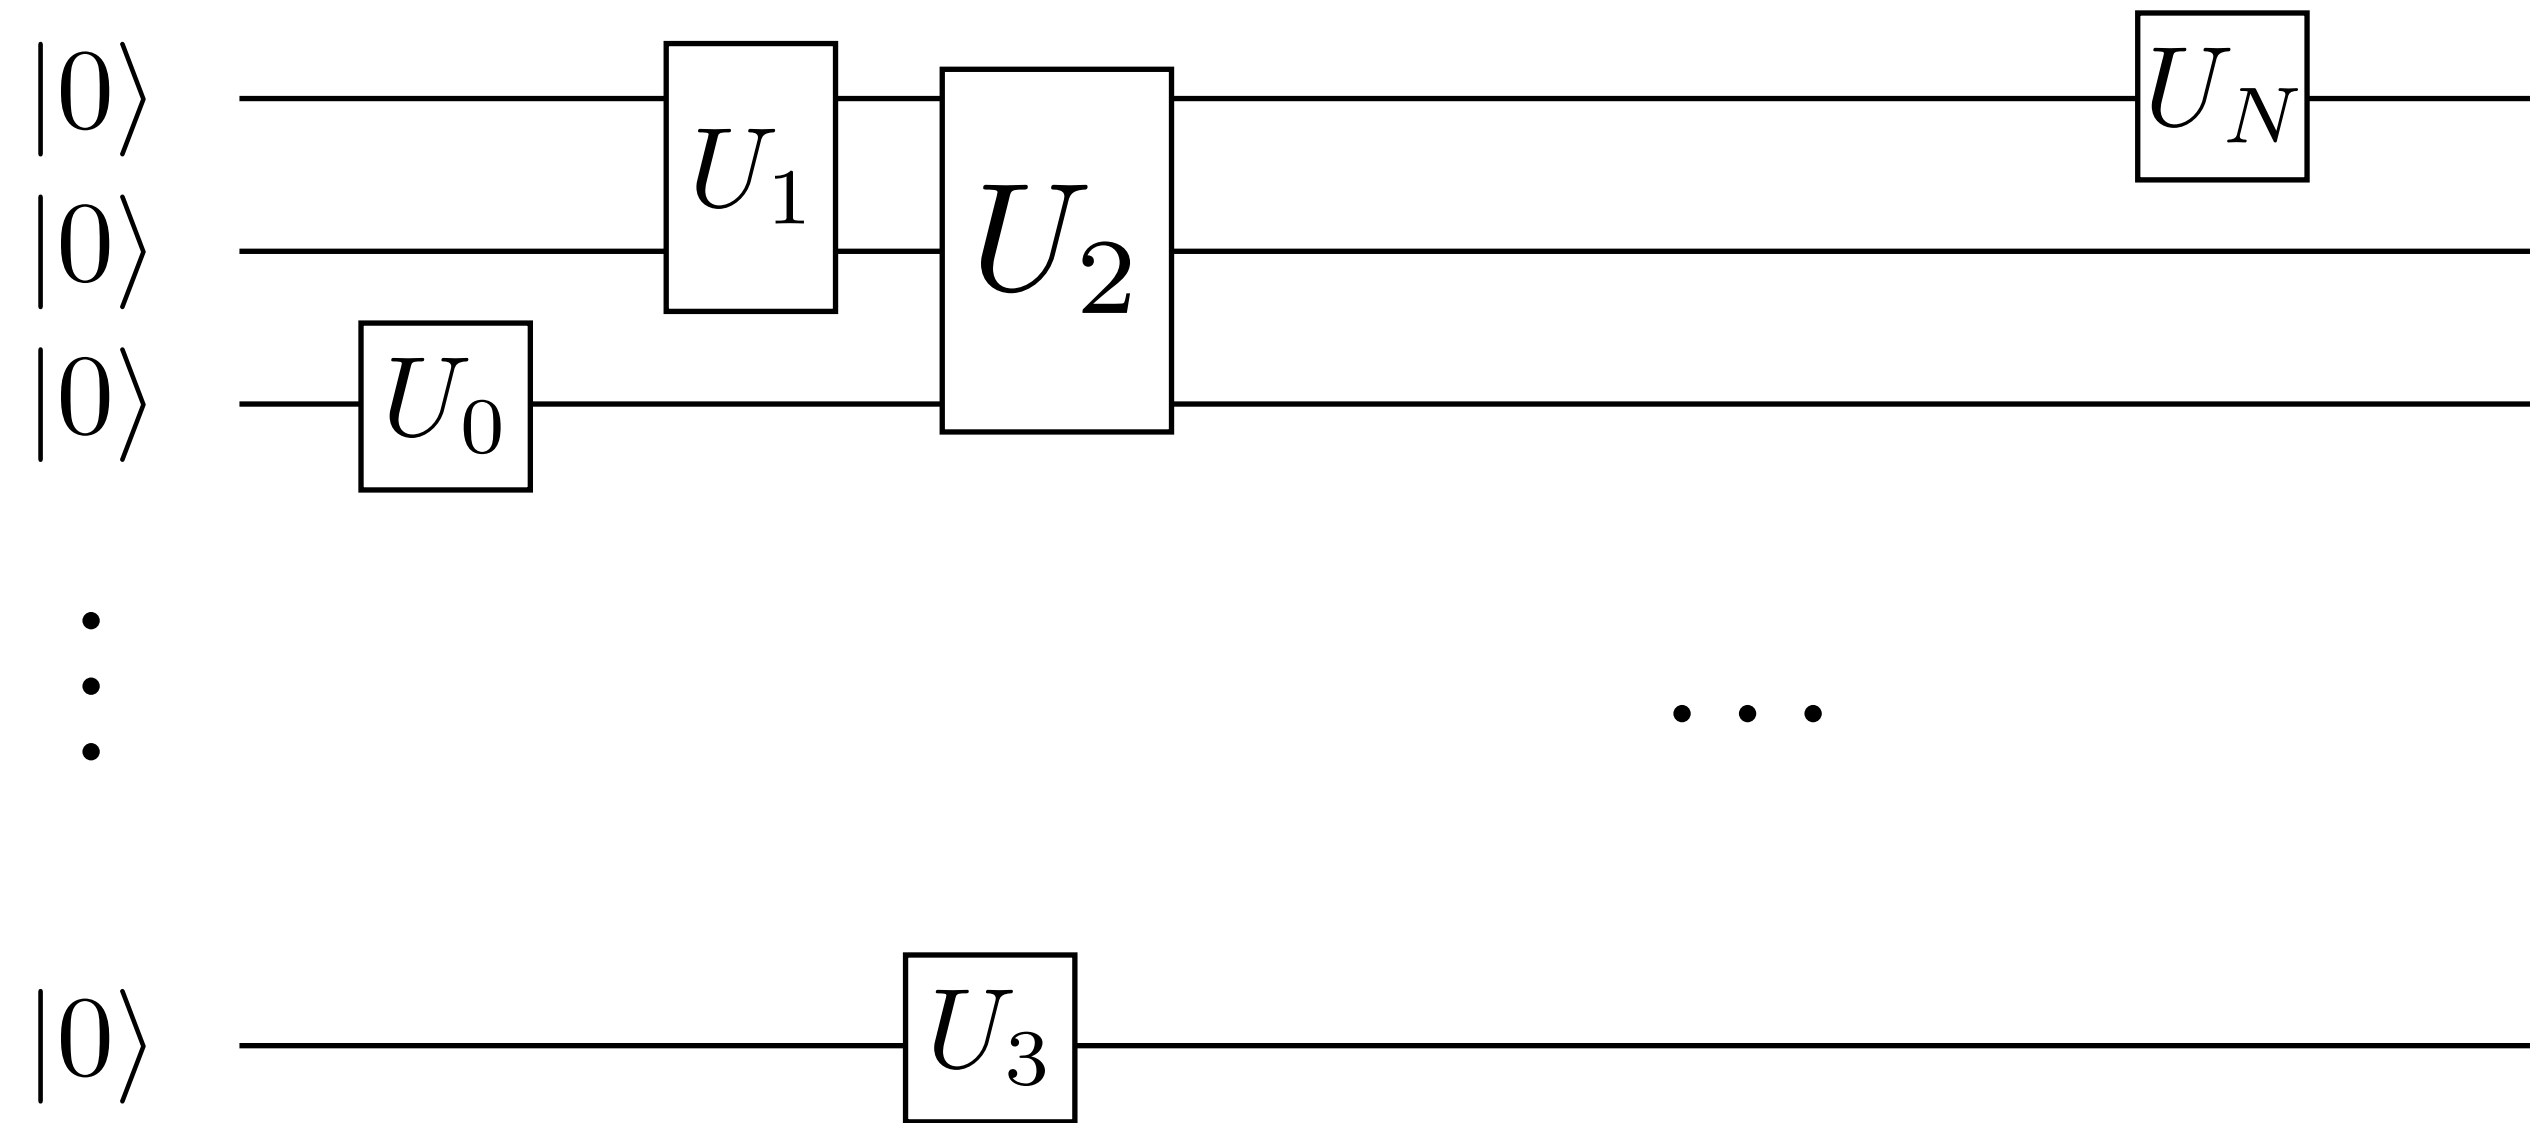 |0⟩ U₁ U_N
|0⟩ U₂
|0⟩ U₀
⋮
⋯
|0⟩ U₃